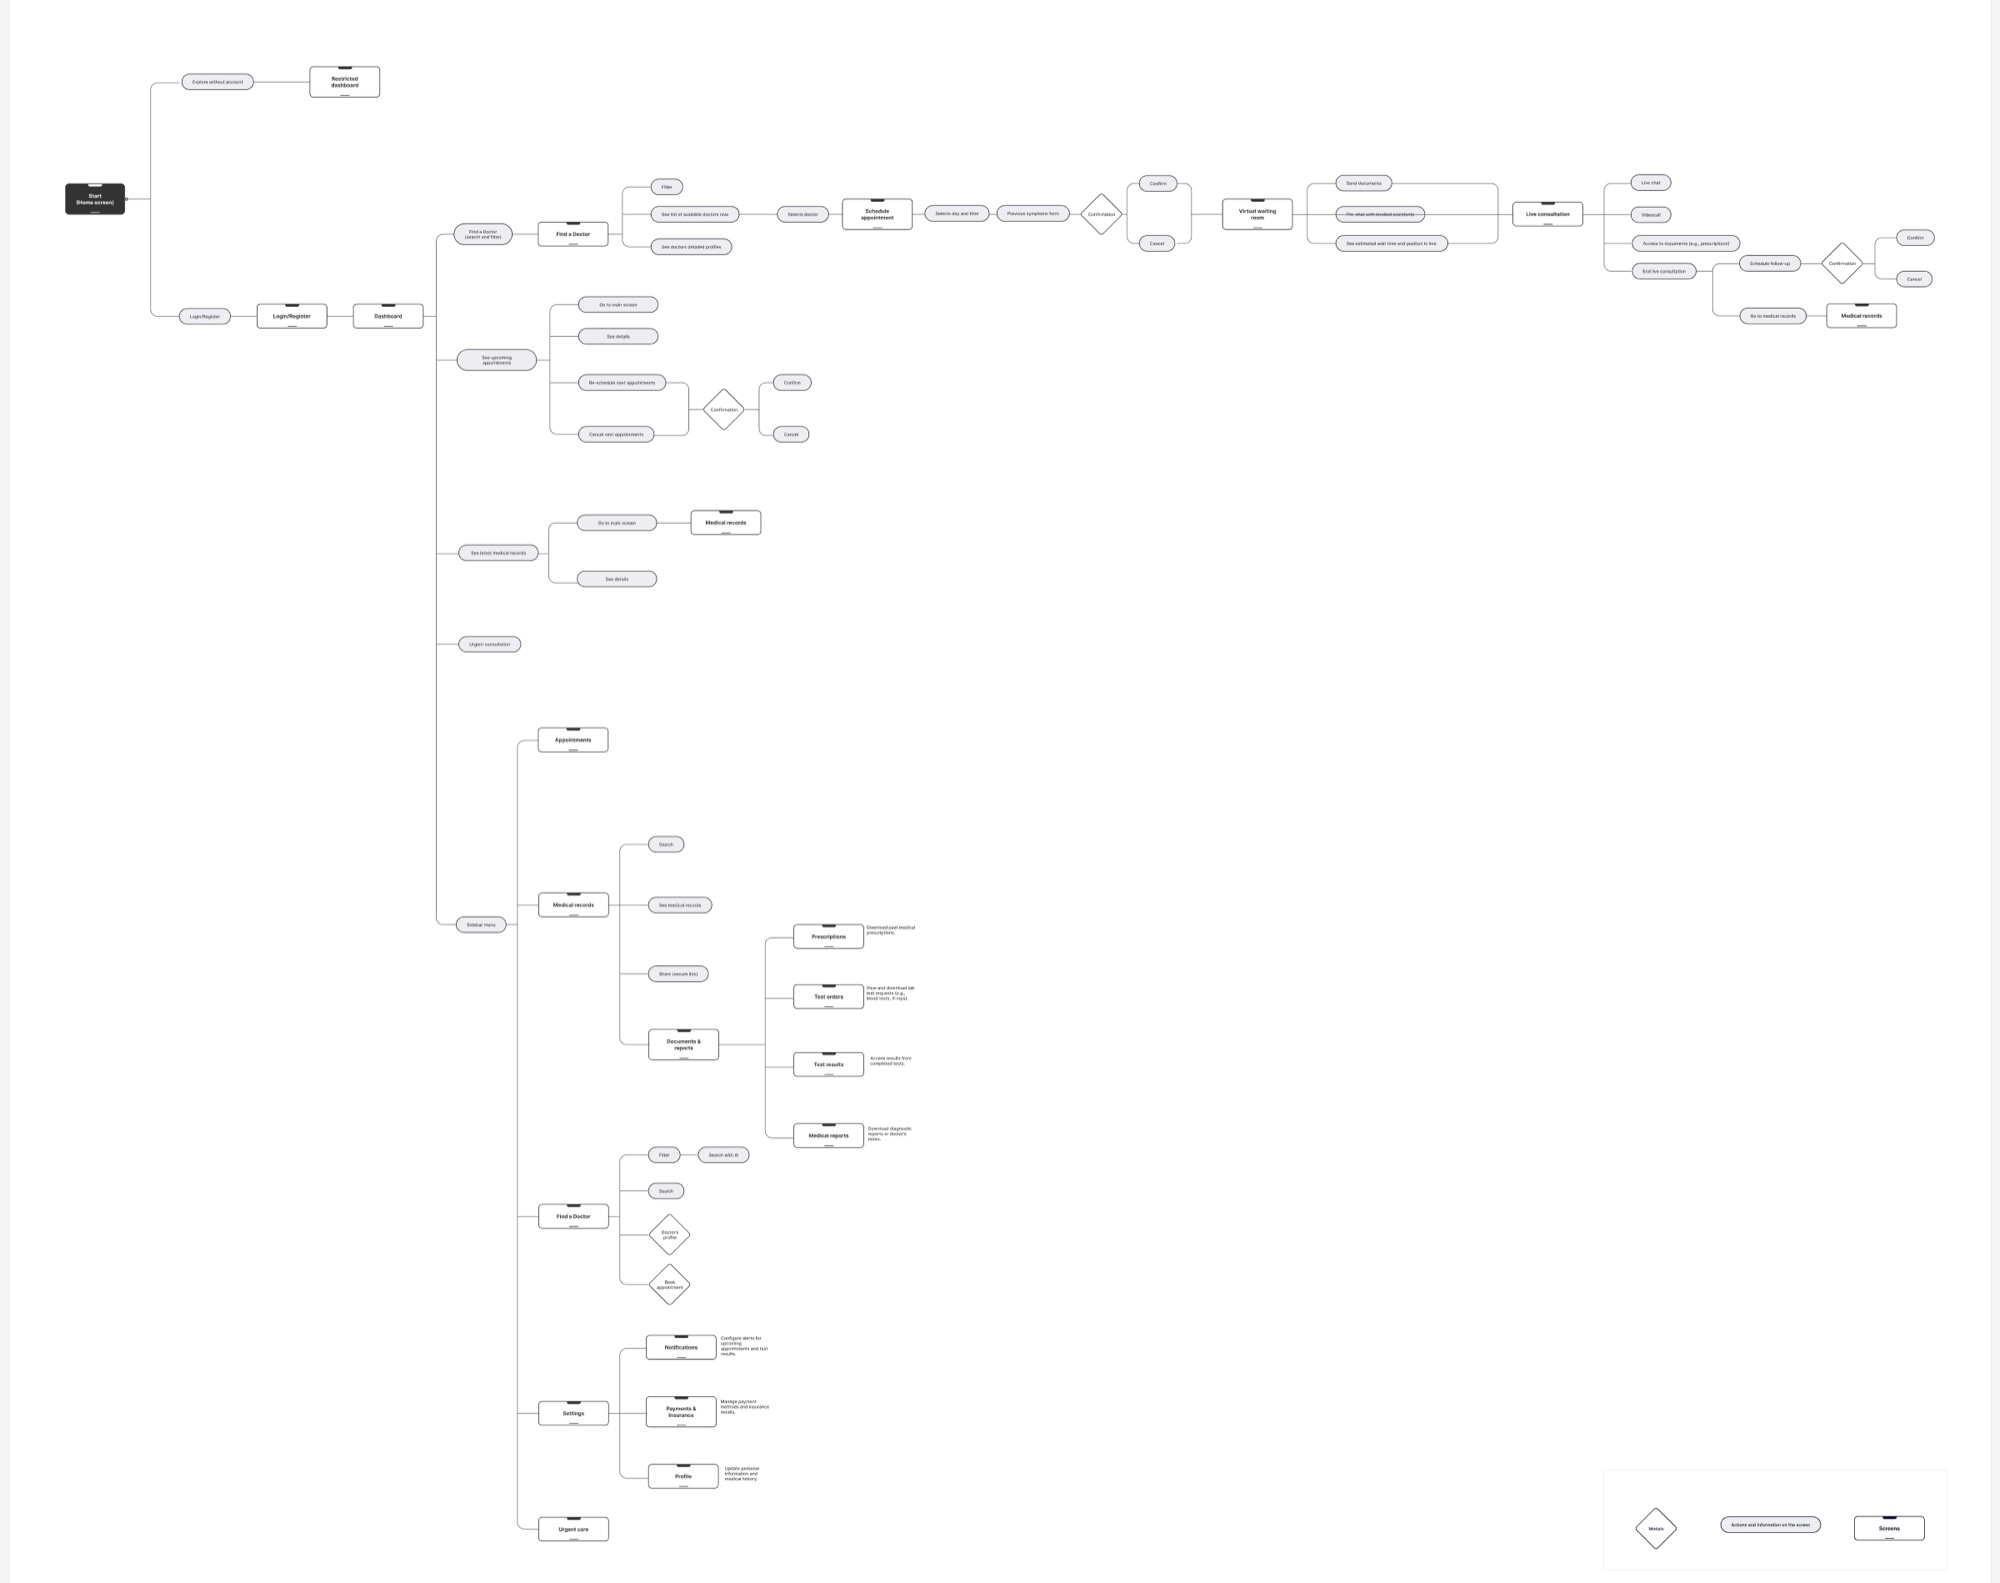 Explore without account
Restricted
dashboard
Start
(Home screen)
Login/Register
Login/Register
Dashboard
Find a Doctor
(search and filter)
Find a Doctor
Filter
See list of available doctors now
See doctors detailed profiles
Selects doctor
Schedule
appointment
Selects day and time
Previous symptoms form
Confirmation
Confirm
Cancel
Virtual waiting
room
Send documents
Pre-chat with medical assistants
See estimated wait time and position in line.
Live consultation
Live chat
Videocall
Access to documents (e.g., prescriptions)
End live consultation
Schedule follow-up
Confirmation
Confirm
Cancel
Go to medical records
Medical records
See upcoming
appointments
Go to main screen
See details
Re-schedule next appointments
Cancel next appointments
Confirmation
Confirm
Cancel
See latest medical records
Go to main screen
Medical records
See details
Urgent consultation
Sidebar menu
Appointments
Medical records
Search
See medical records
Share (secure link)
Documents &
reports
Prescriptions
Download past medical
prescriptions.
Test orders
View and download lab
test requests (e.g.,
blood tests, X-rays).
Test results
Access results from
completed tests.
Medical reports
Download diagnostic
reports or doctor's
notes.
Find a Doctor
Filter
Search with AI
Search
Doctor's
profile
Book
appointment
Settings
Notifications
Configure alerts for
upcoming
appointments and test
results.
Payments &
Insurance
Manage payment
methods and insurance
details.
Profile
Update personal
information and
medical history.
Urgent care
Modals
Actions and information on the screen
Screens